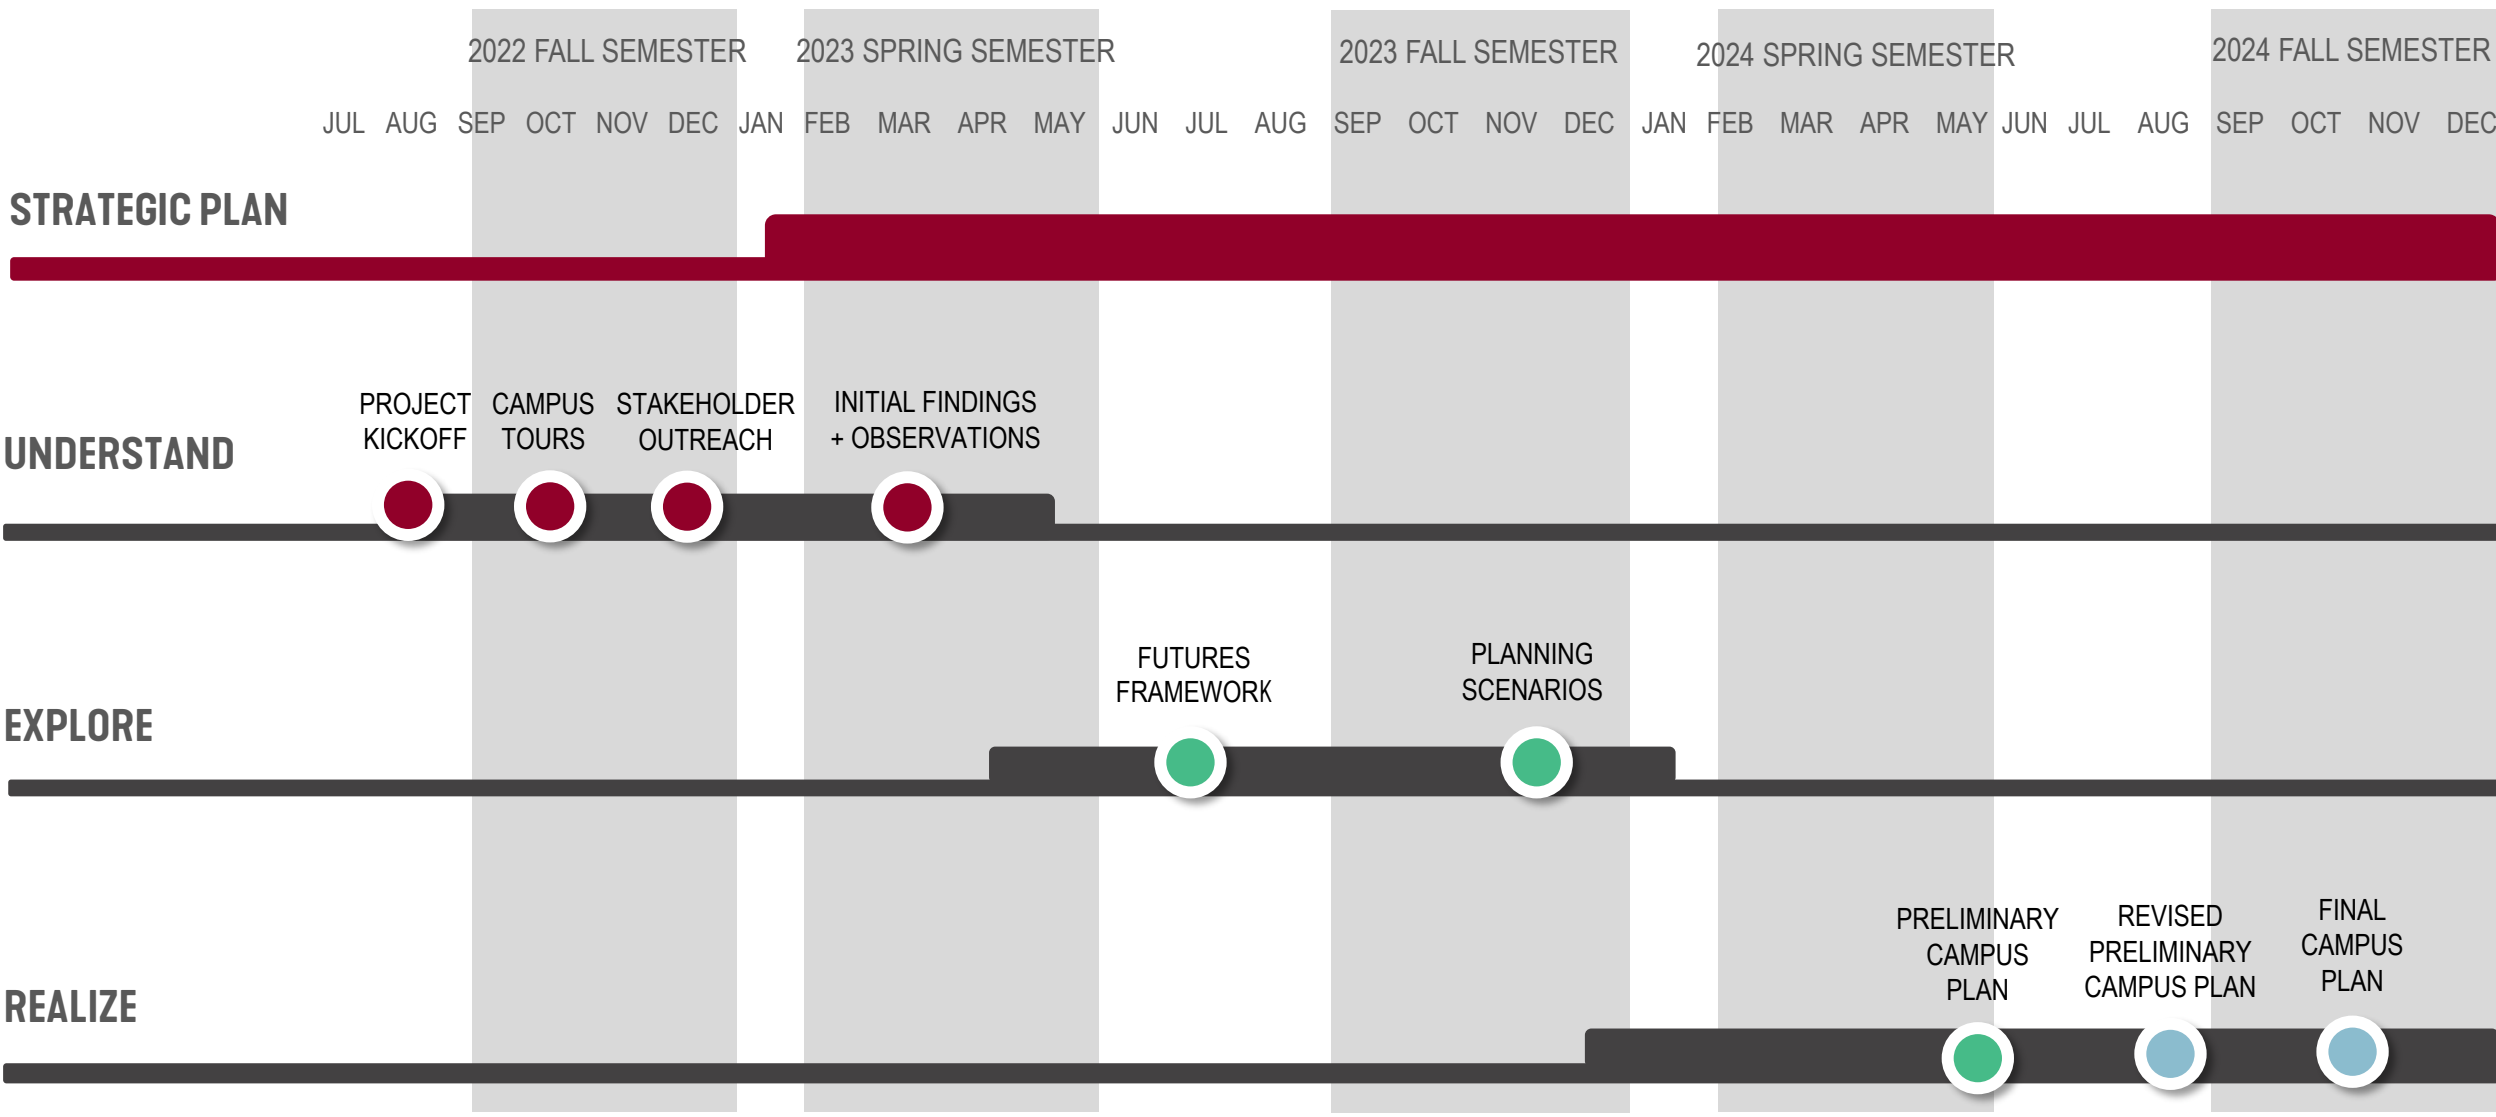 2022 FALL SEMESTER 2023 SPRING SEMESTER 2023 FALL SEMESTER 2024 SPRING SEMESTER 2024 FALL SEMESTER
JUL AUG SEP OCT NOV DEC JAN FEB MAR APR MAY JUN JUL AUG SEP OCT NOV DEC JAN FEB MAR APR MAY JUN JUL AUG SEP OCT NOV DEC
STRATEGIC PLAN
UNDERSTAND
PROJECT
KICKOFF
CAMPUS
TOURS
STAKEHOLDER
OUTREACH
INITIAL FINDINGS
+ OBSERVATIONS
EXPLORE
FUTURES
FRAMEWORK
PLANNING
SCENARIOS
REALIZE
PRELIMINARY
CAMPUS
PLAN
REVISED
PRELIMINARY
CAMPUS PLAN
FINAL
CAMPUS
PLAN